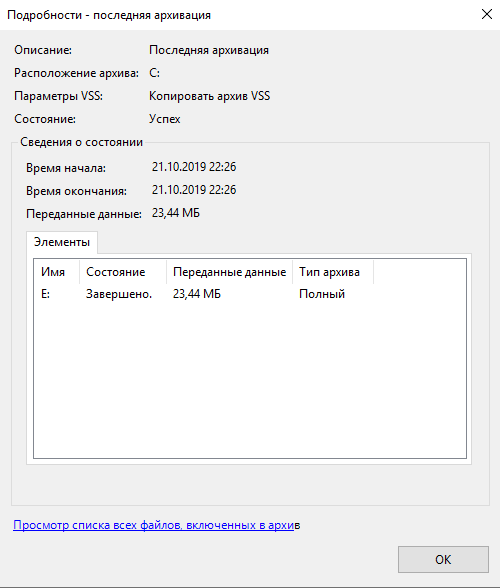 Подробности - последняя архивация
Описание: Последняя архивация
Расположение архива: C:
Параметры VSS: Копировать архив VSS
Состояние: Успех
Сведения о состоянии
Время начала: 21.10.2019 22:26
Время окончания: 21.10.2019 22:26
Переданные данные: 23,44 МБ
Элементы
Имя Состояние Переданные данные Тип архива
E: Завершено. 23,44 МБ Полный
Просмотр списка всех файлов, включенных в архив
ОК